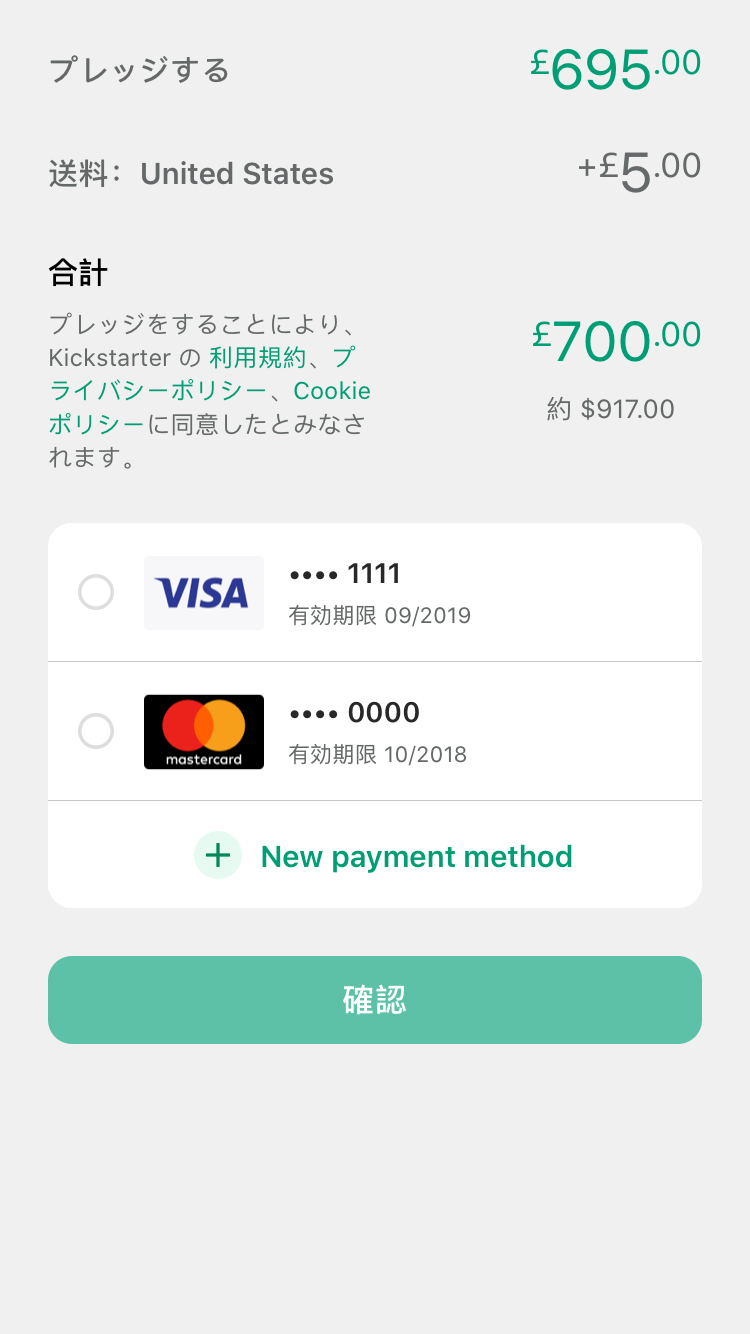 プレッジする £695.00
送料： United States +£5.00
合計
プレッジをすることにより、
Kickstarter の 利用規約、プ
ライバシーポリシー、Cookie
ポリシーに同意したとみなさ
れます。
£700.00
約 $917.00
VISA
•••• 1111
有効期限 09/2019
mastercard
•••• 0000
有効期限 10/2018
+ New payment method
確認